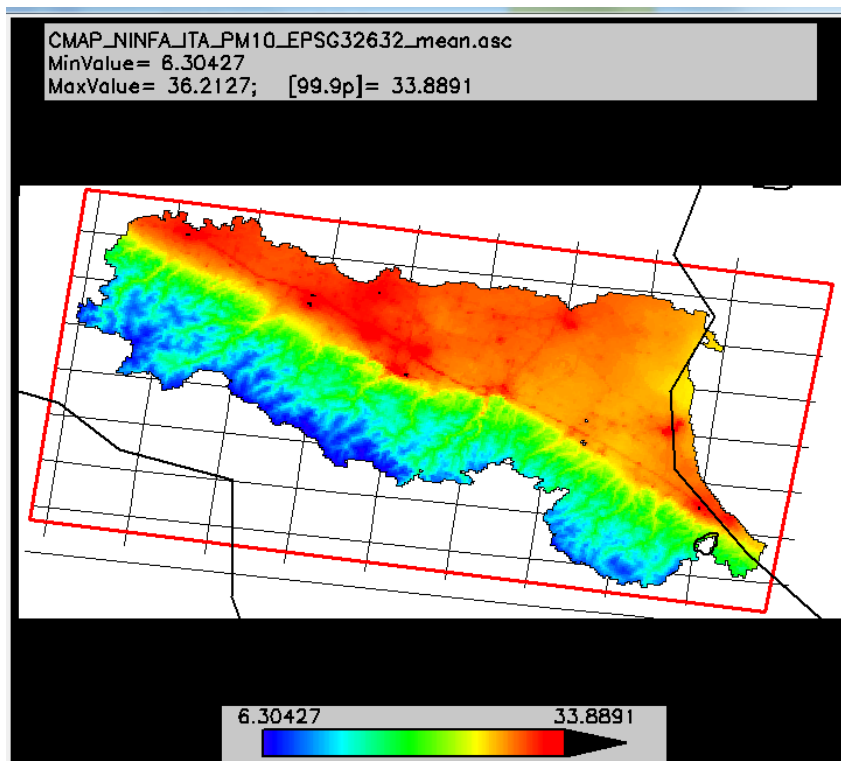 CMAP_NINFA_ITA_PM10_EPSG32632_mean.asc
MinValue= 6.30427
MaxValue= 36.2127; [99.9p]= 33.8891
6.30427 33.8891